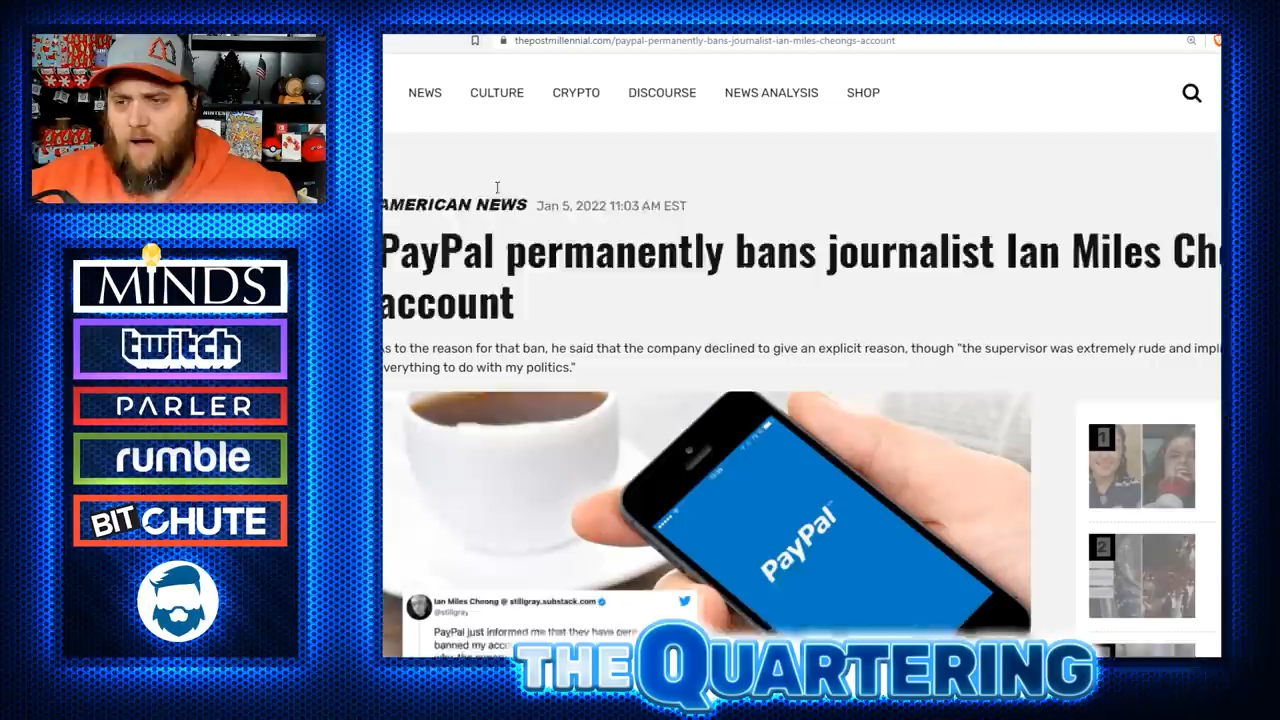 thepostmillennial.com/paypal-permanently-bans-journalist-ian-miles-cheongs-account
NEWS CULTURE CRYPTO DISCOURSE NEWS ANALYSIS SHOP
AMERICAN NEWS Jan 5, 2022 11:03 AM EST
PayPal permanently bans journalist Ian Miles Che
account
s to the reason for that ban, he said that the company declined to give an explicit reason, though "the supervisor was extremely rude and impli
verything to do with my politics."
PayPal
1
2
Ian Miles Cheong @ stillgray.substack.com
@stillgray
PayPal just informed me that they have per
banned my acc
MINDS
twitch
PARLER
rumble
BITCHUTE
THE QUARTERING